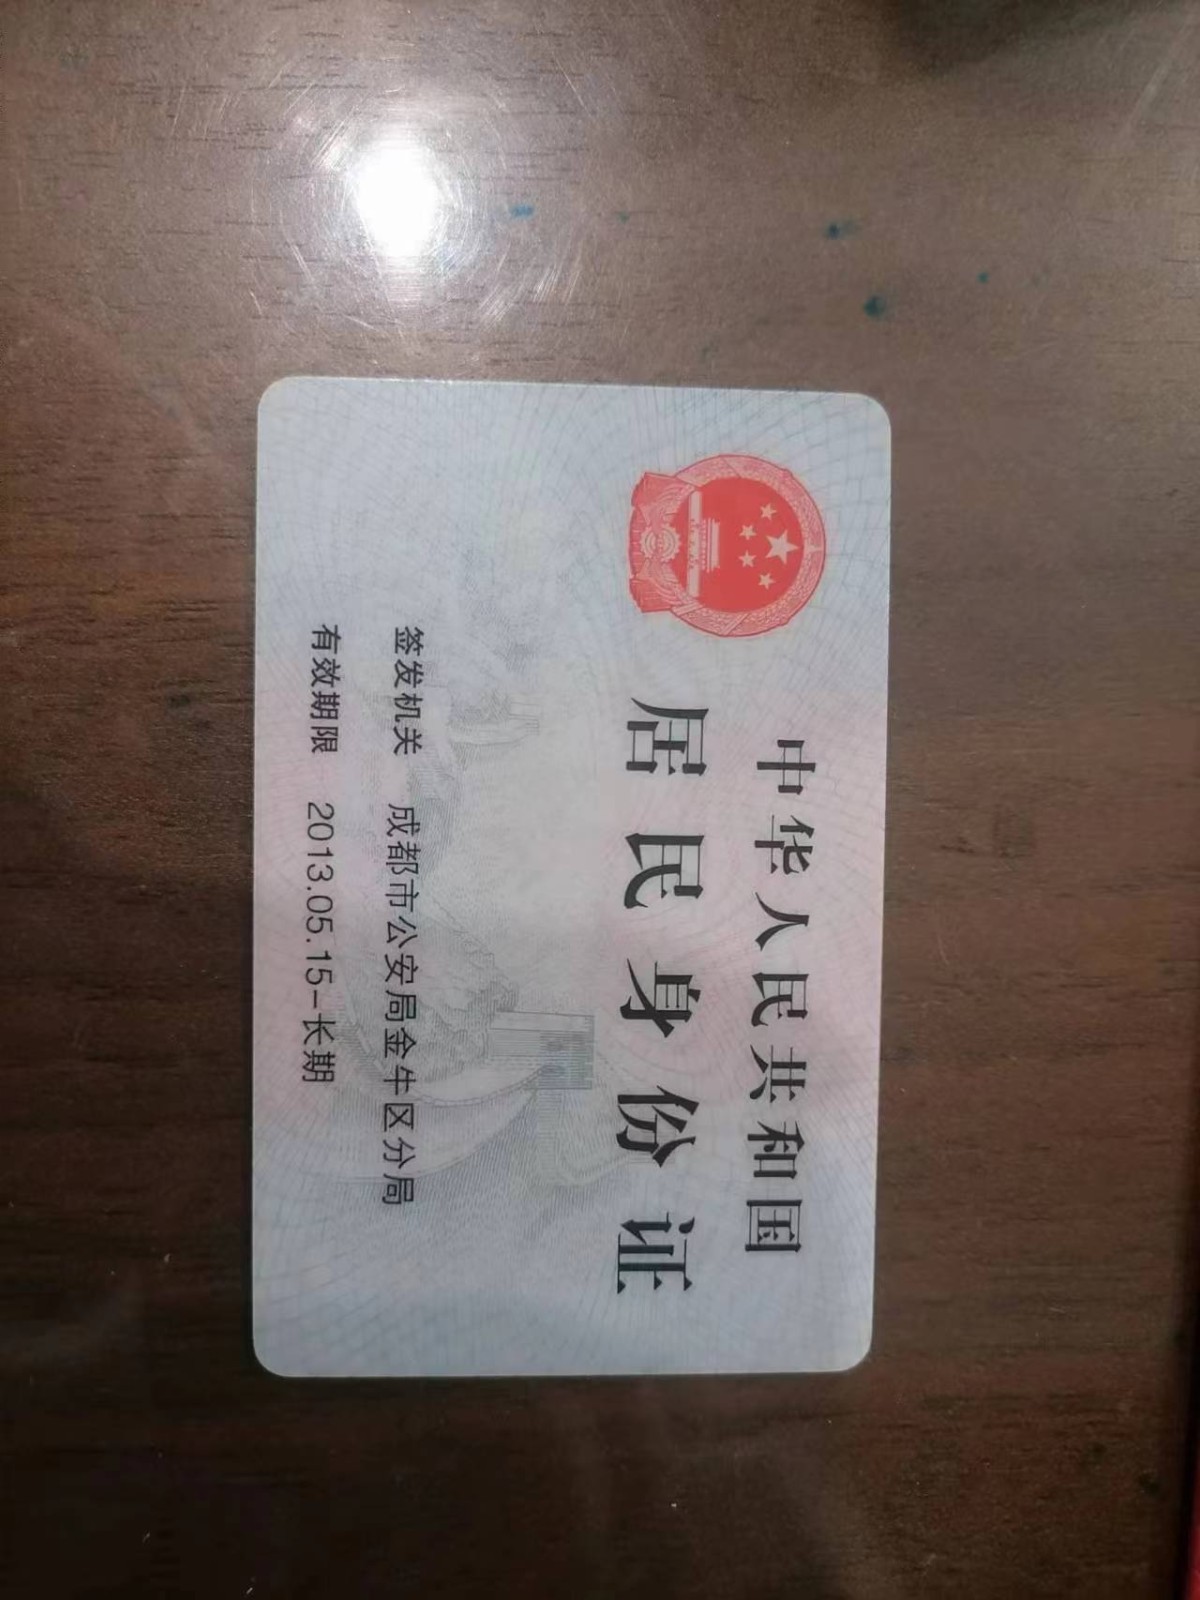 中华人民共和国
居民身份证
签发机关 成都市公安局金牛区分局
有效期限 2013.05.15-长期